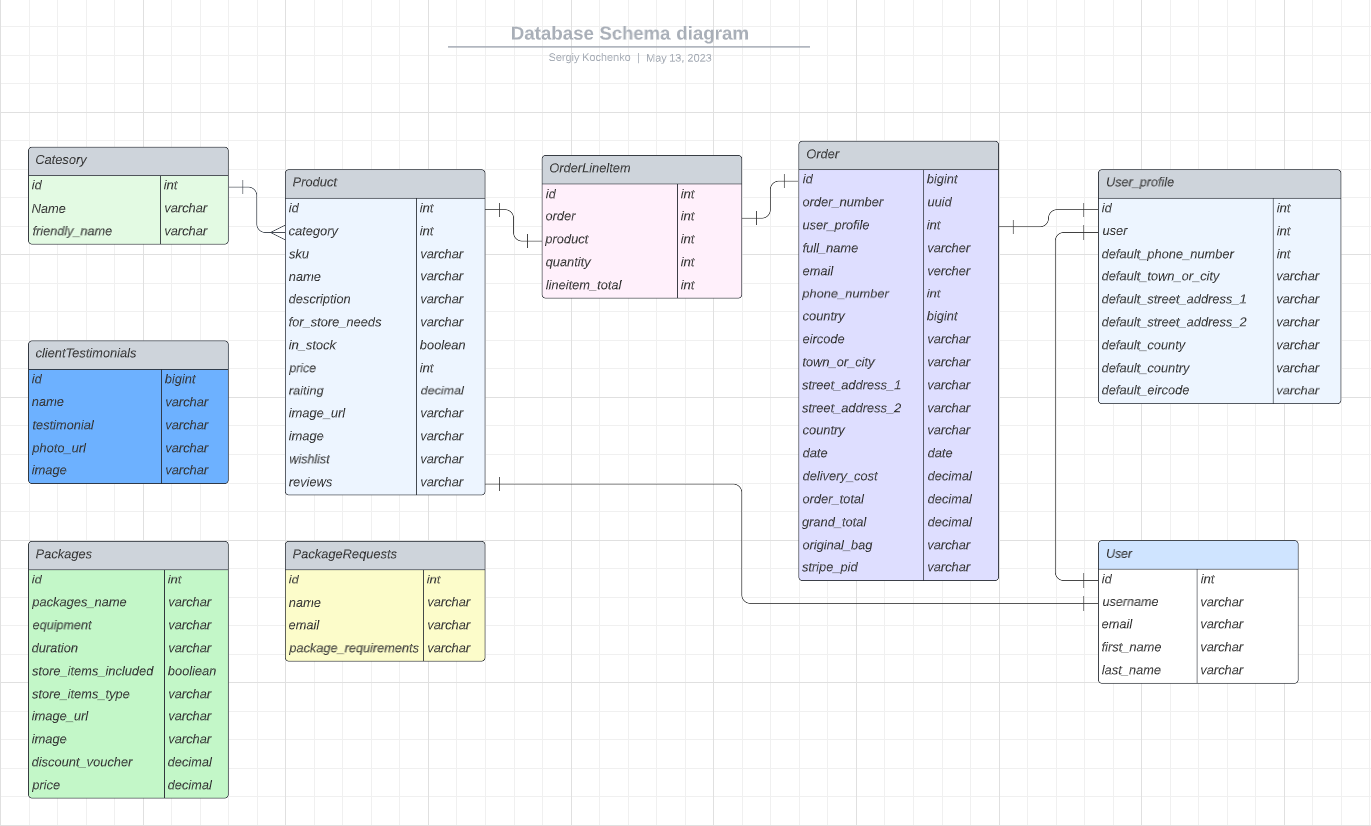 Database Schema diagram
Sergiy Kochenko | May 13, 2023
Catesory
id int
Name varchar
friendly_name varchar
Product
id int
category int
sku varchar
name varchar
description varchar
for_store_needs varchar
in_stock boolean
price int
raiting decimal
image_url varchar
image varchar
wishlist varchar
reviews varchar
OrderLineItem
id int
order int
product int
quantity int
lineitem_total int
Order
id bigint
order_number uuid
user_profile int
full_name varcher
email vercher
phone_number int
country bigint
eircode varchar
town_or_city varchar
street_address_1 varchar
street_address_2 varchar
country varchar
date date
delivery_cost decimal
order_total decimal
grand_total decimal
original_bag varchar
stripe_pid varchar
User_profile
id int
user int
default_phone_number int
default_town_or_city varchar
default_street_address_1 varchar
default_street_address_2 varchar
default_county varchar
default_country varchar
default_eircode varchar
clientTestimonials
id bigint
name varchar
testimonial varchar
photo_url varchar
image varchar
Packages
id int
packages_name varchar
equipment varchar
duration varchar
store_items_included booliean
store_items_type varchar
image_url varchar
image varchar
discount_voucher decimal
price decimal
PackageRequests
id int
name varchar
email varchar
package_requirements varchar
User
id int
username varchar
email varchar
first_name varchar
last_name varchar